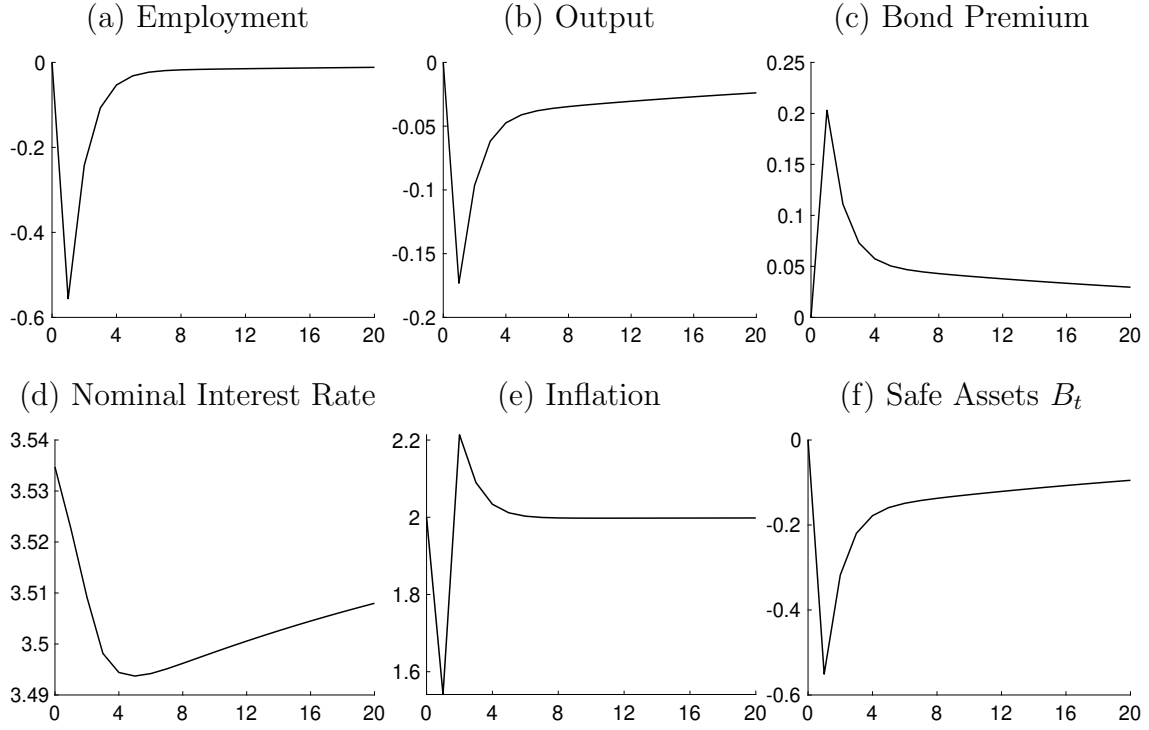 (a) Employment
(b) Output
(c) Bond Premium
0
-0.2
-0.4
-0.6
0 4 8 12 16 20
0
-0.05
-0.1
-0.15
-0.2
0 4 8 12 16 20
0.25
0.2
0.15
0.1
0.05
0
0 4 8 12 16 20
(d) Nominal Interest Rate
(e) Inflation
(f) Safe Assets Bt
3.54
3.53
3.52
3.51
3.5
3.49
0 4 8 12 16 20
2.2
2
1.8
1.6
0 4 8 12 16 20
0
-0.2
-0.4
-0.6
0 4 8 12 16 20